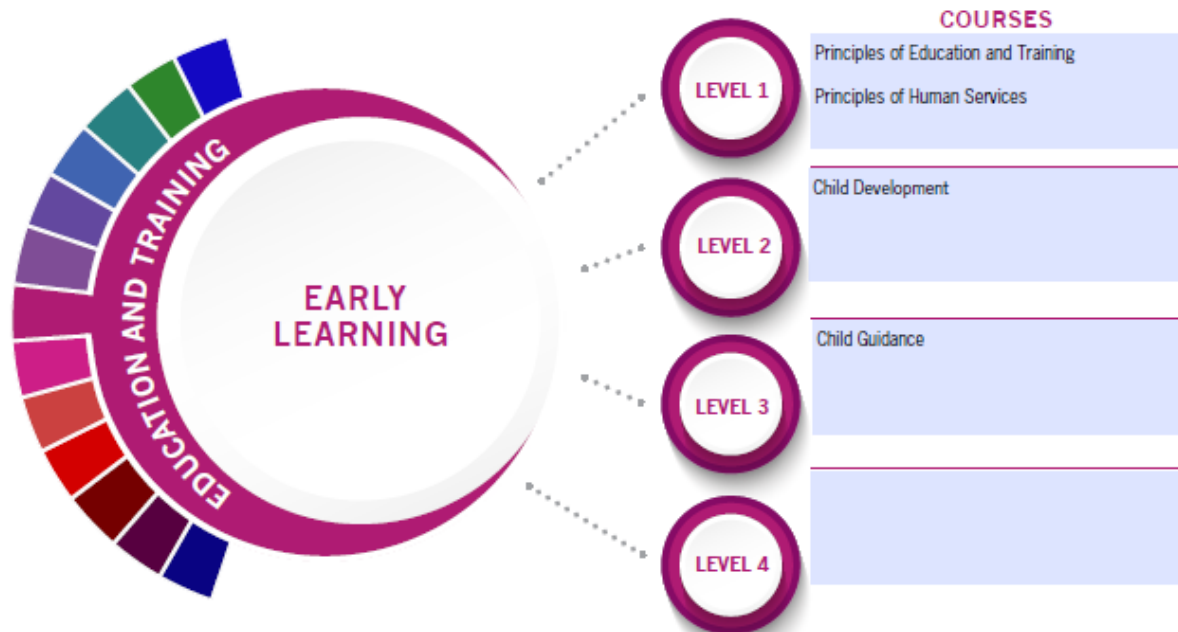 EDUCATION AND TRAINING
EARLY
LEARNING
COURSES
LEVEL 1
Principles of Education and Training
Principles of Human Services
LEVEL 2
Child Development
LEVEL 3
Child Guidance
LEVEL 4